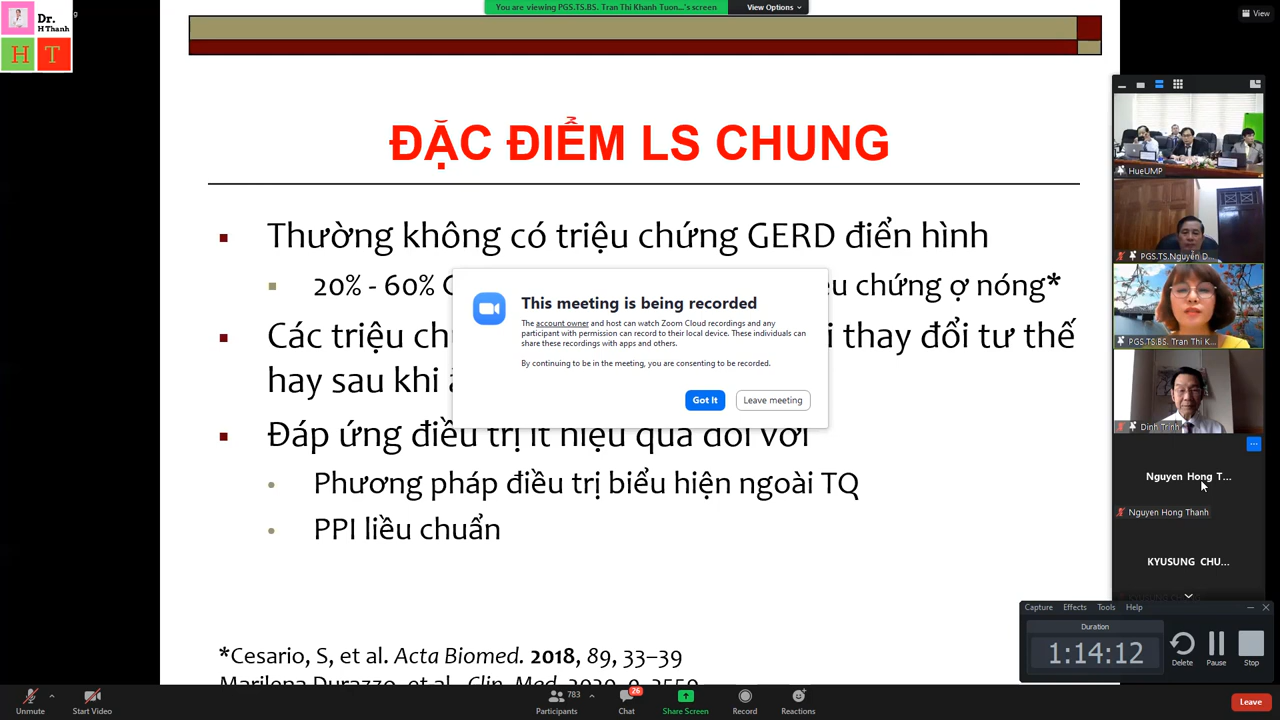 Dr.
H Thanh
H T
You are viewing PGS.TS.BS. Tran Thi Khanh Tuon...'s screen
View Options
View
ĐẶC ĐIỂM LS CHUNG
Thường không có triệu chứng GERD điển hình
20% - 60% chứng ợ nóng*
Các triệu thay đổi tư thế
hay sau khi
Đáp ứng điều trị ít hiệu quả đối với
Phương pháp điều trị biểu hiện ngoài TQ
PPI liều chuẩn
*Cesario, S, et al. Acta Biomed. 2018, 89, 33–39
This meeting is being recorded
The account owner and host can watch Zoom Cloud recordings and any
participant with permission can record to their local device. These individuals can
share these recordings with apps and others.
By continuing to be in the meeting, you are consenting to be recorded.
Got It
Leave meeting
HueUMP
PGS.TS.Nguyễn D...
PGS.TS.BS. Tran Thi K...
Dinh Trinh
Nguyen Hong T...
Nguyen Hong Thanh
KYUSUNG CHU...
Capture Effects Tools Help
Duration
1:14:12
Delete Pause Stop
Unmute
Start Video
783
Participants
26
Chat
Share Screen
Record
Reactions
Leave